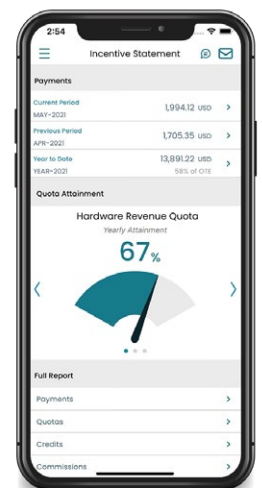 2:54
Incentive Statement
Payments
Current Period
MAY-2021
1,994.12 USD
Previous Period
APR-2021
1,705.35 USD
Year to Date
YEAR-2021
13,891.22 USD
58% of OTE
Quota Attainment
Hardware Revenue Quota
Yearly Attainment
67%
Full Report
Payments
Quotas
Credits
Commissions